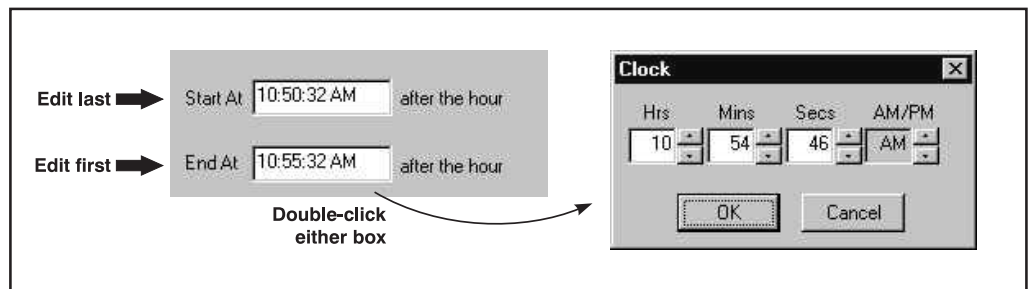 Edit last
Start At 10:50:32 AM after the hour
Edit first
End At 10:55:32 AM after the hour
Double-click
either box
Clock
Hrs Mins Secs AM/PM
10 54 46 AM
OK Cancel